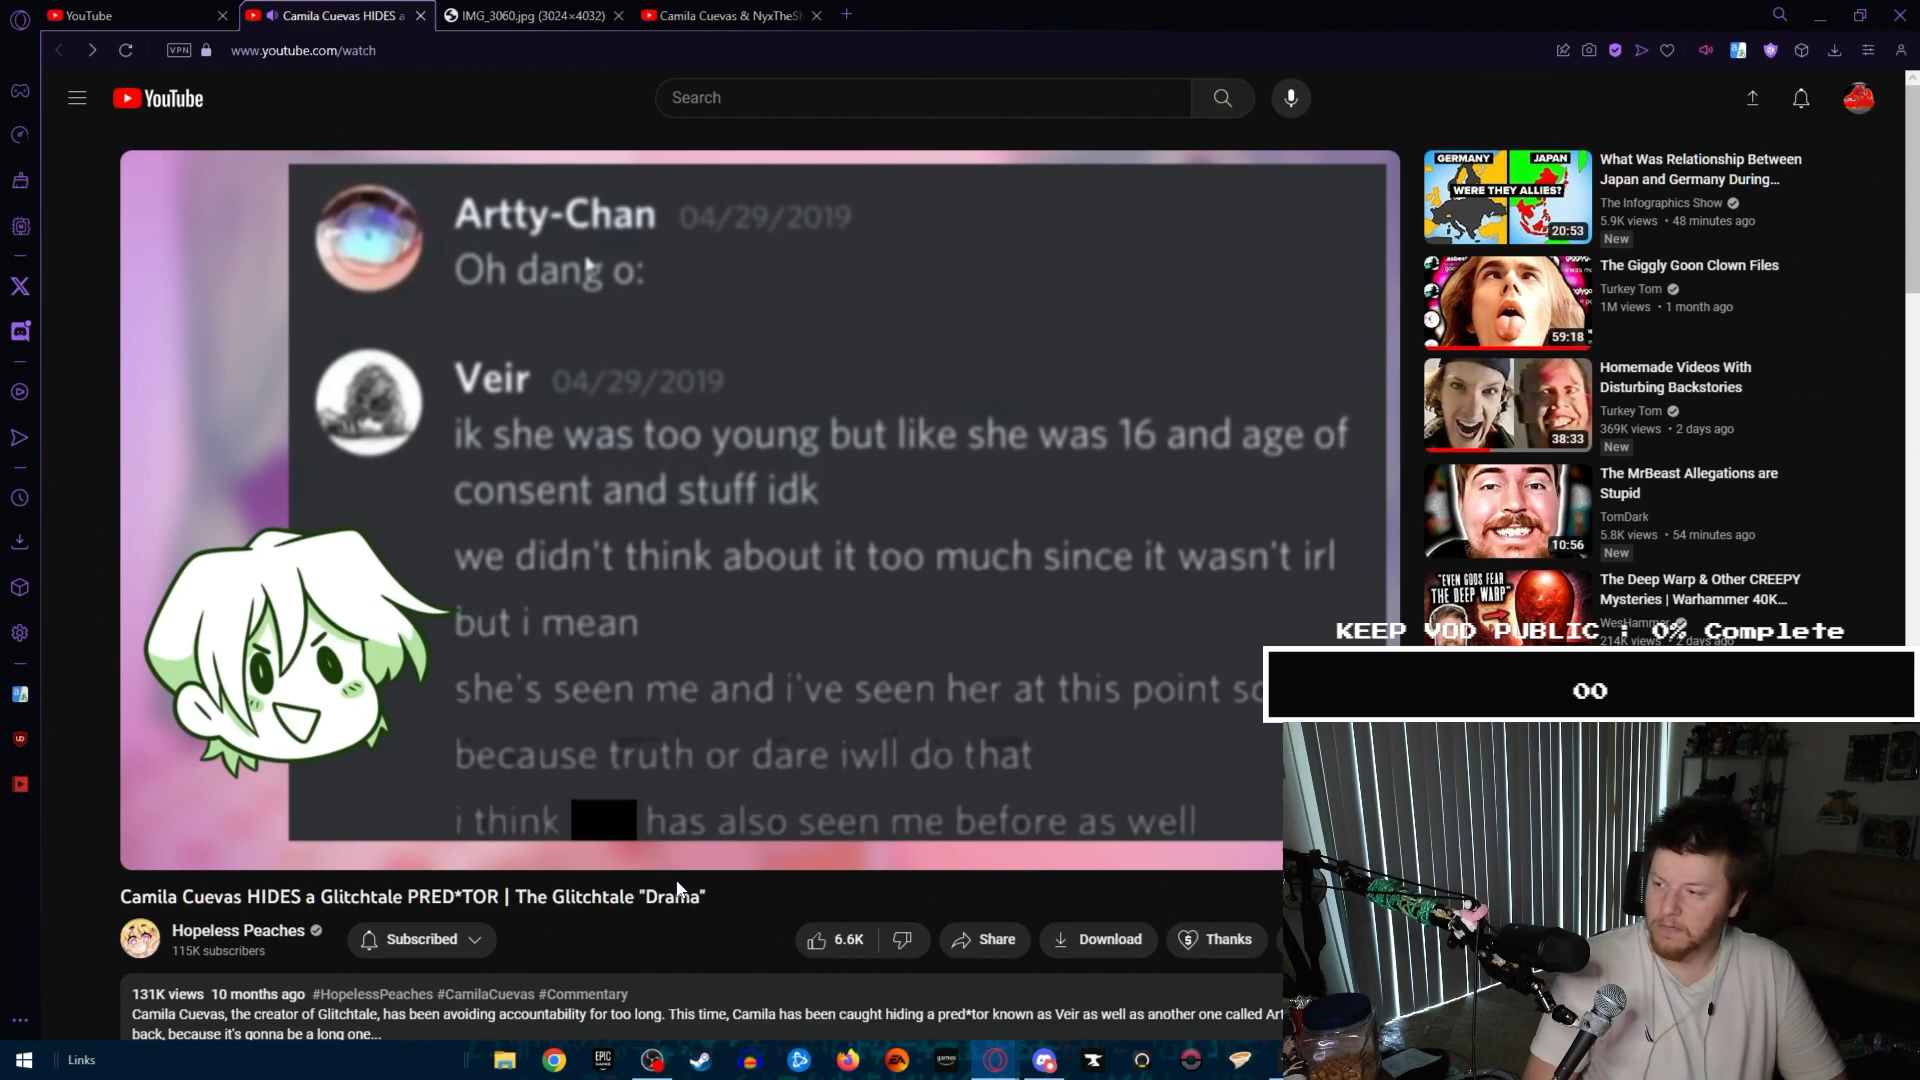 YouTube
Camila Cuevas HIDES a
IMG_3060.jpg (3024×4032)
Camila Cuevas & NyxTheSh
VPN
www.youtube.com/watch
YouTube
Search
Artty-Chan 04/29/2019
Oh dang o:
Veir 04/29/2019
ik she was too young but like she was 16 and age of
consent and stuff idk
we didn't think about it too much since it wasn't irl
but i mean
she's seen me and i've seen her at this point so
because truth or dare iwll do that
i think has also seen me before as well
Camila Cuevas HIDES a Glitchtale PRED*TOR | The Glitchtale "Drama"
Hopeless Peaches
115K subscribers
Subscribed
6.6K
Share
Download
Thanks
131K views 10 months ago #HopelessPeaches #CamilaCuevas #Commentary
Camila Cuevas, the creator of Glitchtale, has been avoiding accountability for too long. This time, Camila has been caught hiding a pred*tor known as Veir as well as another one called Art
back, because it's gonna be a long one...
GERMANY JAPAN
WERE THEY ALLIES?
20:53
What Was Relationship Between
Japan and Germany During...
The Infographics Show
5.9K views • 48 minutes ago
New
59:18
The Giggly Goon Clown Files
Turkey Tom
1M views • 1 month ago
38:33
Homemade Videos With
Disturbing Backstories
Turkey Tom
369K views • 2 days ago
New
10:56
The MrBeast Allegations are
Stupid
TomDark
5.8K views • 54 minutes ago
New
"EVEN GODS FEAR
THE DEEP WARP"
The Deep Warp & Other CREEPY
Mysteries | Warhammer 40K...
WesHammer
214K views • 2 days ago
KEEP VOD PUBLIC : 0% Complete
00
Links
EPIC
GAMES
EA
games